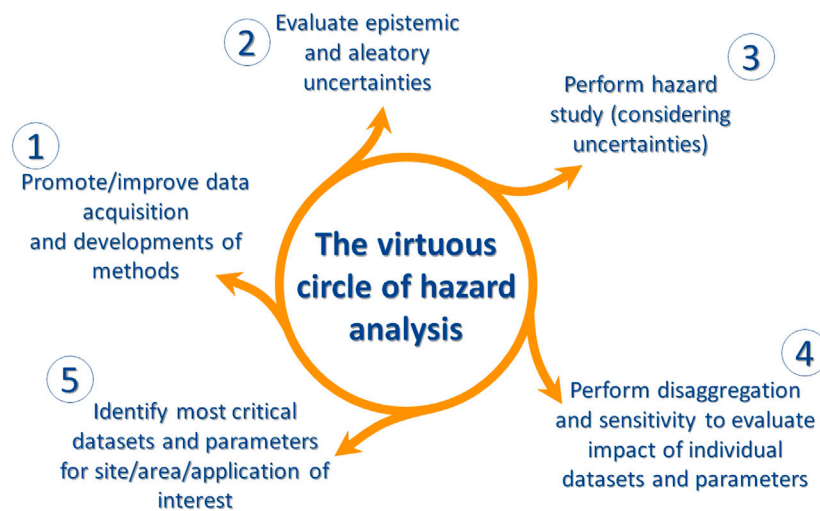 1
Promote/improve data
acquisition
and developments of
methods
2
Evaluate epistemic
and aleatory
uncertainties
3
Perform hazard
study (considering
uncertainties)
4
Perform disaggregation
and sensitivity to evaluate
impact of individual
datasets and parameters
5
Identify most critical
datasets and parameters
for site/area/application of
interest
The virtuous
circle of hazard
analysis